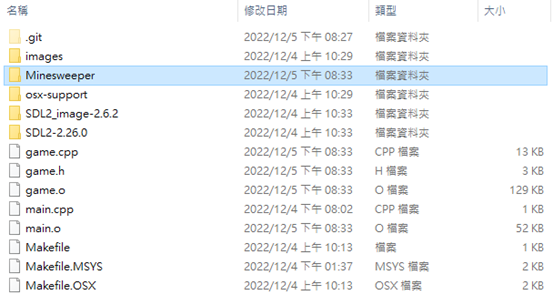 名稱 修改日期 類型 大小
.git 2022/12/5 下午 08:27 檔案資料夾
images 2022/12/4 上午 10:29 檔案資料夾
Minesweeper 2022/12/5 下午 08:33 檔案資料夾
osx-support 2022/12/4 上午 10:29 檔案資料夾
SDL2_image-2.6.2 2022/12/4 上午 10:33 檔案資料夾
SDL2-2.26.0 2022/12/4 上午 10:33 檔案資料夾
game.cpp 2022/12/5 下午 08:33 CPP 檔案 13 KB
game.h 2022/12/5 下午 08:33 H 檔案 3 KB
game.o 2022/12/5 下午 08:33 O 檔案 129 KB
main.cpp 2022/12/4 下午 08:02 CPP 檔案 1 KB
main.o 2022/12/5 下午 08:33 O 檔案 52 KB
Makefile 2022/12/4 上午 10:13 檔案 1 KB
Makefile.MSYS 2022/12/4 下午 01:37 MSYS 檔案 2 KB
Makefile.OSX 2022/12/4 上午 10:13 OSX 檔案 2 KB